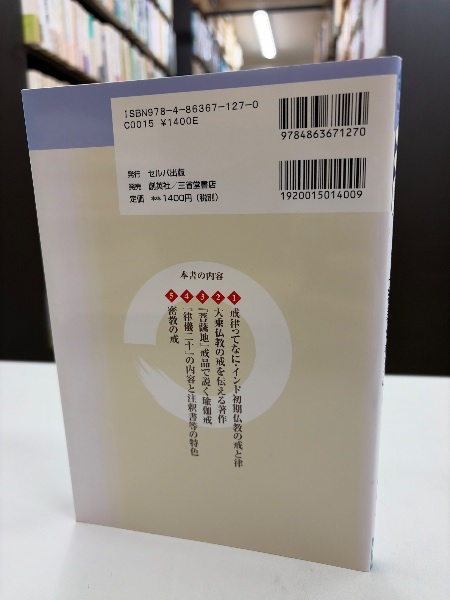 ISBN978-4-86367-127-0
C0015 ¥1400E
9784863671270
1920015014009
発行 セルバ出版
発売 創英社／三省堂書店
定価 本体1400円（税別）
本書の内容
1 戒律ってなに・インド初期仏教の戒と律
2 大乗仏教の戒を伝える著作
3 「菩薩地」戒品で説く瑜伽戒
4 「律儀二十」の内容と注釈書等の特色
5 密教の戒